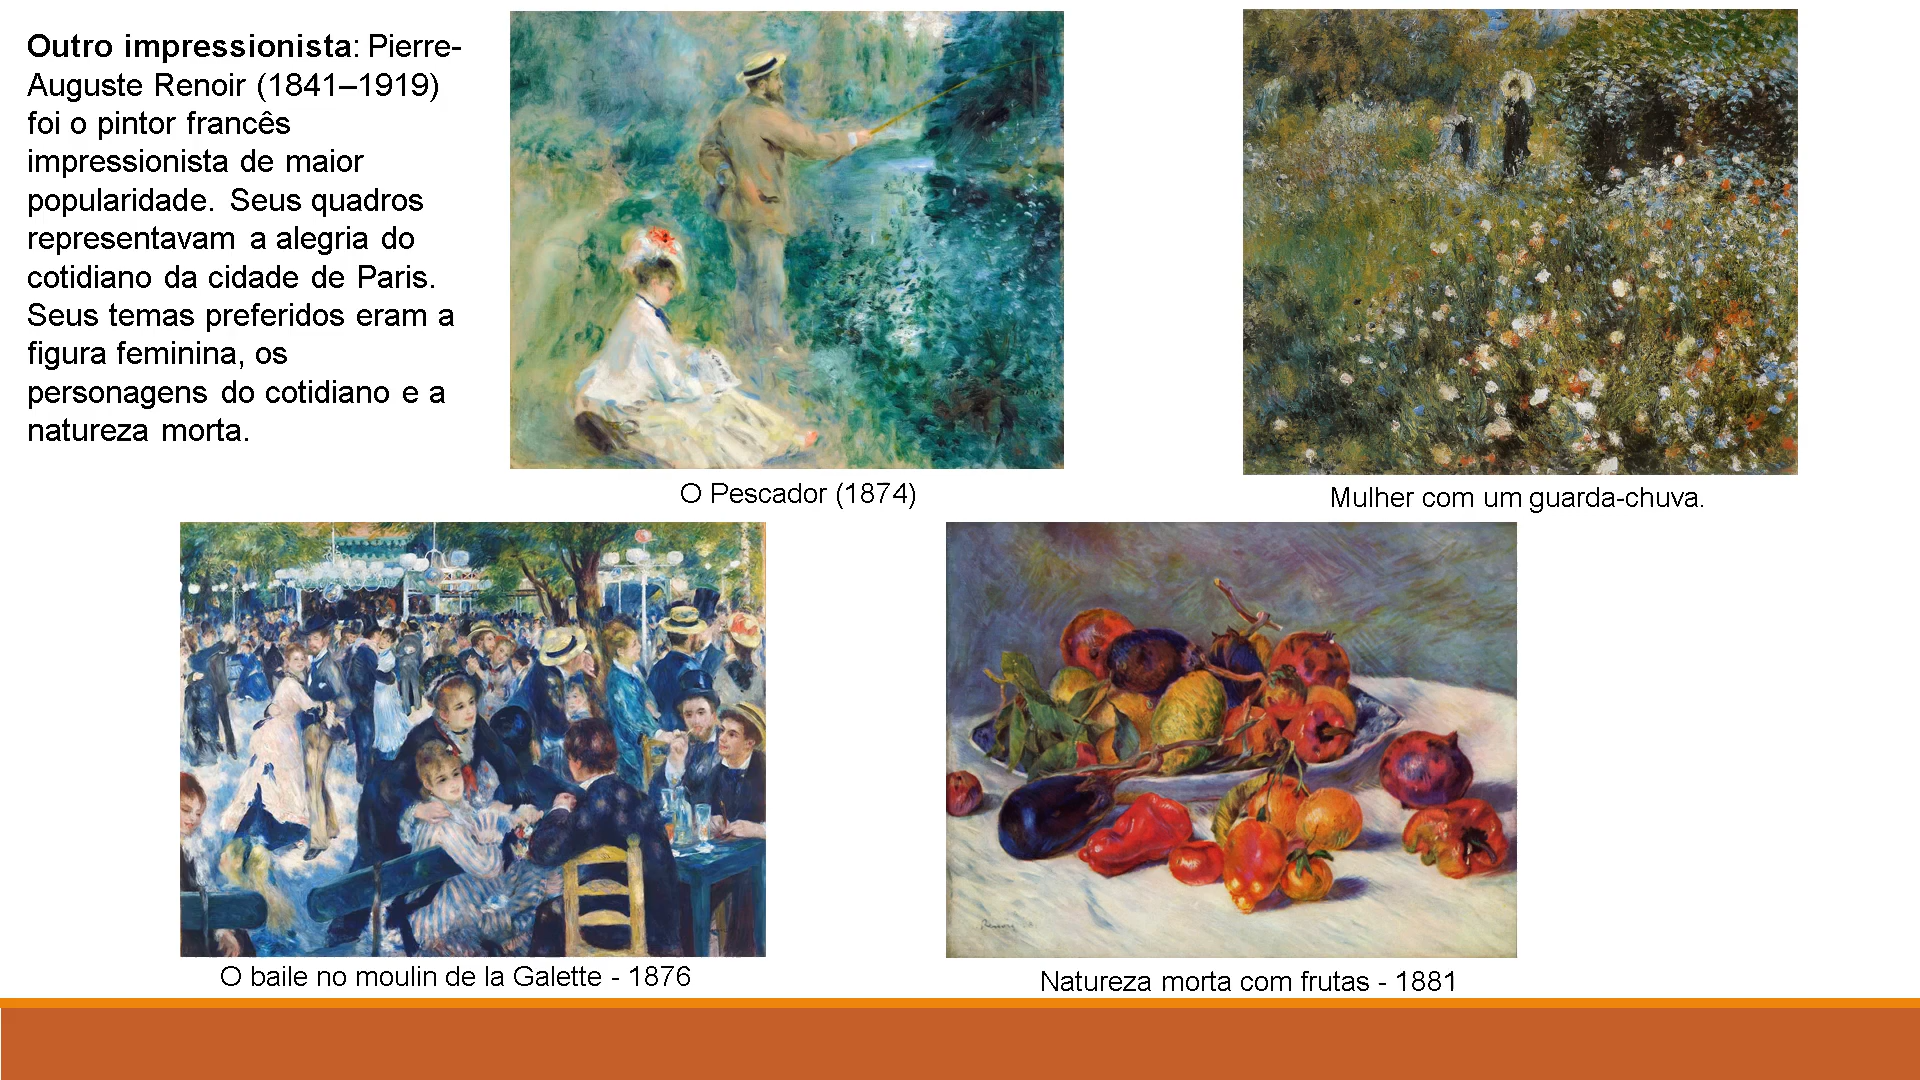 Outro impressionista: Pierre-
Auguste Renoir (1841–1919)
foi o pintor francês
impressionista de maior
popularidade. Seus quadros
representavam a alegria do
cotidiano da cidade de Paris.
Seus temas preferidos eram a
figura feminina, os
personagens do cotidiano e a
natureza morta.
O Pescador (1874)
Mulher com um guarda-chuva.
O baile no moulin de la Galette - 1876
Renoir
Natureza morta com frutas - 1881